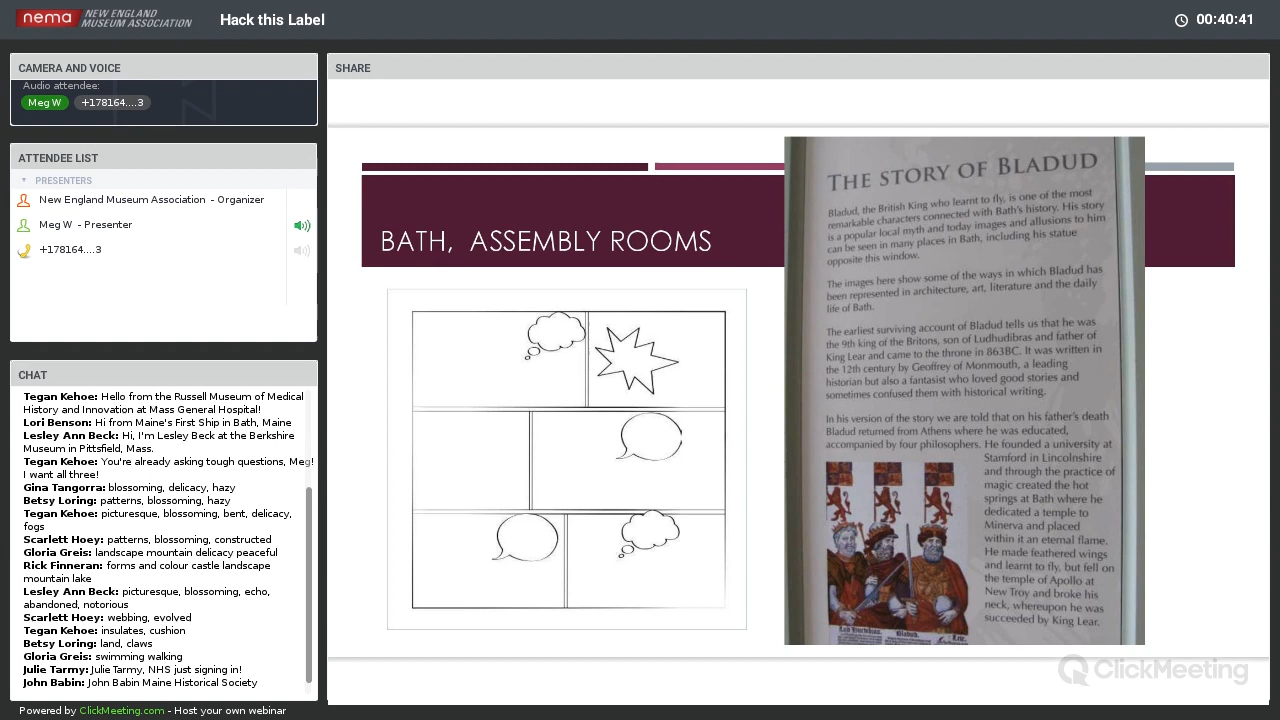 nema NEW ENGLAND
MUSEUM ASSOCIATION
Hack this Label
00:40:41
CAMERA AND VOICE
Audio attendee:
Meg W
+178164....3
ATTENDEE LIST
PRESENTERS
New England Museum Association - Organizer
Meg W - Presenter
+178164....3
CHAT
Tegan Kehoe: Hello from the Russell Museum of Medical
History and Innovation at Mass General Hospital!
Lori Benson: Hi from Maine's First Ship in Bath, Maine
Lesley Ann Beck: Hi, I'm Lesley Beck at the Berkshire
Museum in Pittsfield, Mass.
Tegan Kehoe: You're already asking tough questions, Meg!
I want all three!
Gina Tangorra: blossoming, delicacy, hazy
Betsy Loring: patterns, blossoming, hazy
Tegan Kehoe: picturesque, blossoming, bent, delicacy,
fogs
Scarlett Hoey: patterns, blossoming, constructed
Gloria Greis: landscape mountain delicacy peaceful
Rick Finneran: forms and colour castle landscape
mountain lake
Lesley Ann Beck: picturesque, blossoming, echo,
abandoned, notorious
Scarlett Hoey: webbing, evolved
Tegan Kehoe: insulates, cushion
Betsy Loring: land, claws
Gloria Greis: swimming walking
Julie Tarmy: Julie Tarmy, NHS just signing in!
John Babin: John Babin Maine Historical Society
Powered by ClickMeeting.com - Host your own webinar
SHARE
BATH, ASSEMBLY ROOMS
THE STORY OF BLADUD
Bladud, the British King who learnt to fly, is one of the most
remarkable characters connected with Bath's history. His story
is a popular local myth and today images and allusions to him
can be seen in many places in Bath, including his statue
opposite this window.
The images here show some of the ways in which Bladud has
been represented in architecture, art, literature and the daily
life of Bath.
The earliest surviving account of Bladud tells us that he was
the 9th king of the Britons, son of Ludhudibras and father of
King Lear and came to the throne in 863BC. It was written in
the 12th century by Geoffrey of Monmouth, a leading
historian but also a fantasist who loved good stories and
sometimes confused them with historical writing.
In his version of the story we are told that on his father's death
Bladud returned from Athens where he was educated,
accompanied by four philosophers. He founded a university at
Stamford in Lincolnshire
and through the practice of
magic created the hot
springs at Bath where he
dedicated a temple to
Minerva and placed
within it an eternal flame.
He made feathered wings
and learnt to fly, but fell on
the temple of Apollo at
New Troy and broke his
neck, whereupon he was
succeeded by King Lear.
Bladud.
ClickMeeting